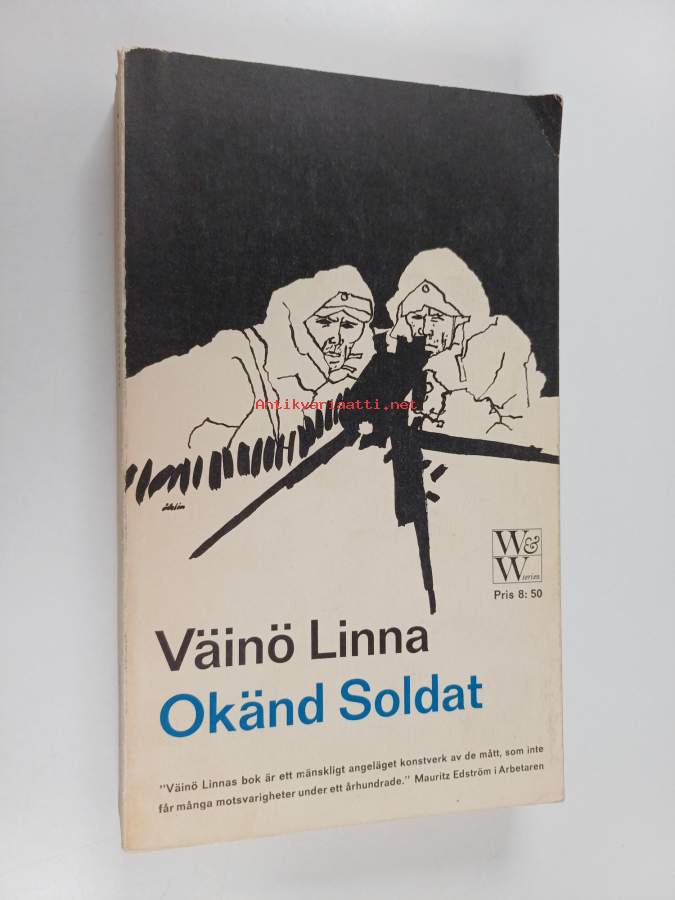 Antikvariaatti.net
W&
W
serien
Pris 8:50
Väinö Linna
Okänd Soldat
"Väinö Linnas bok är ett mänskligt angeläget konstverk av de mått, som inte
får många motsvarigheter under ett århundrade." Mauritz Edström i Arbetaren